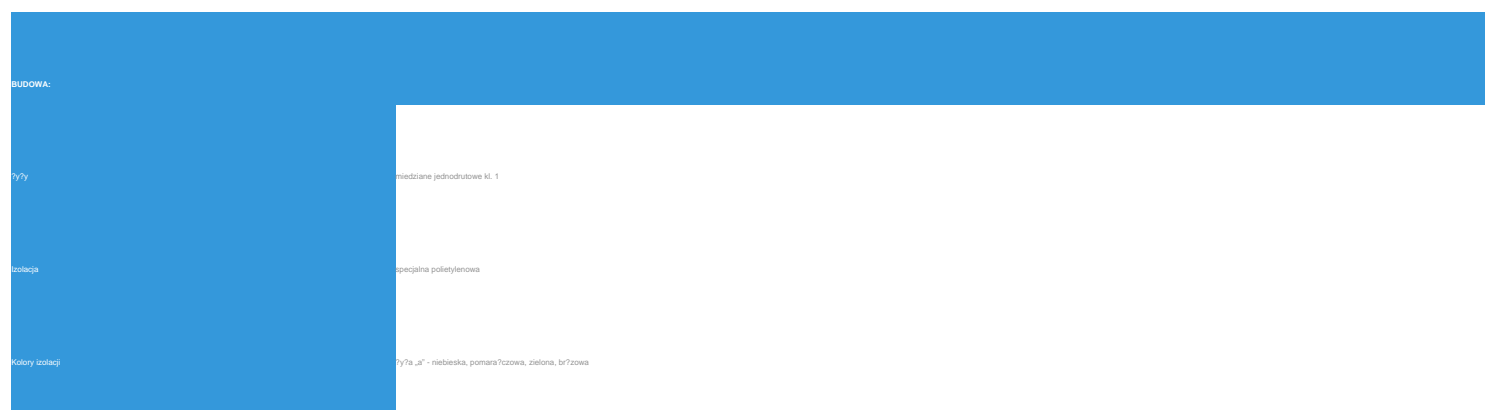 BUDOWA:
?y?y
miedziane jednodrutowe kl. 1
Izolacja
specjalna polietylenowa
Kolory izolacji
?y?a „a” - niebieska, pomara?czowa, zielona, br?zowa